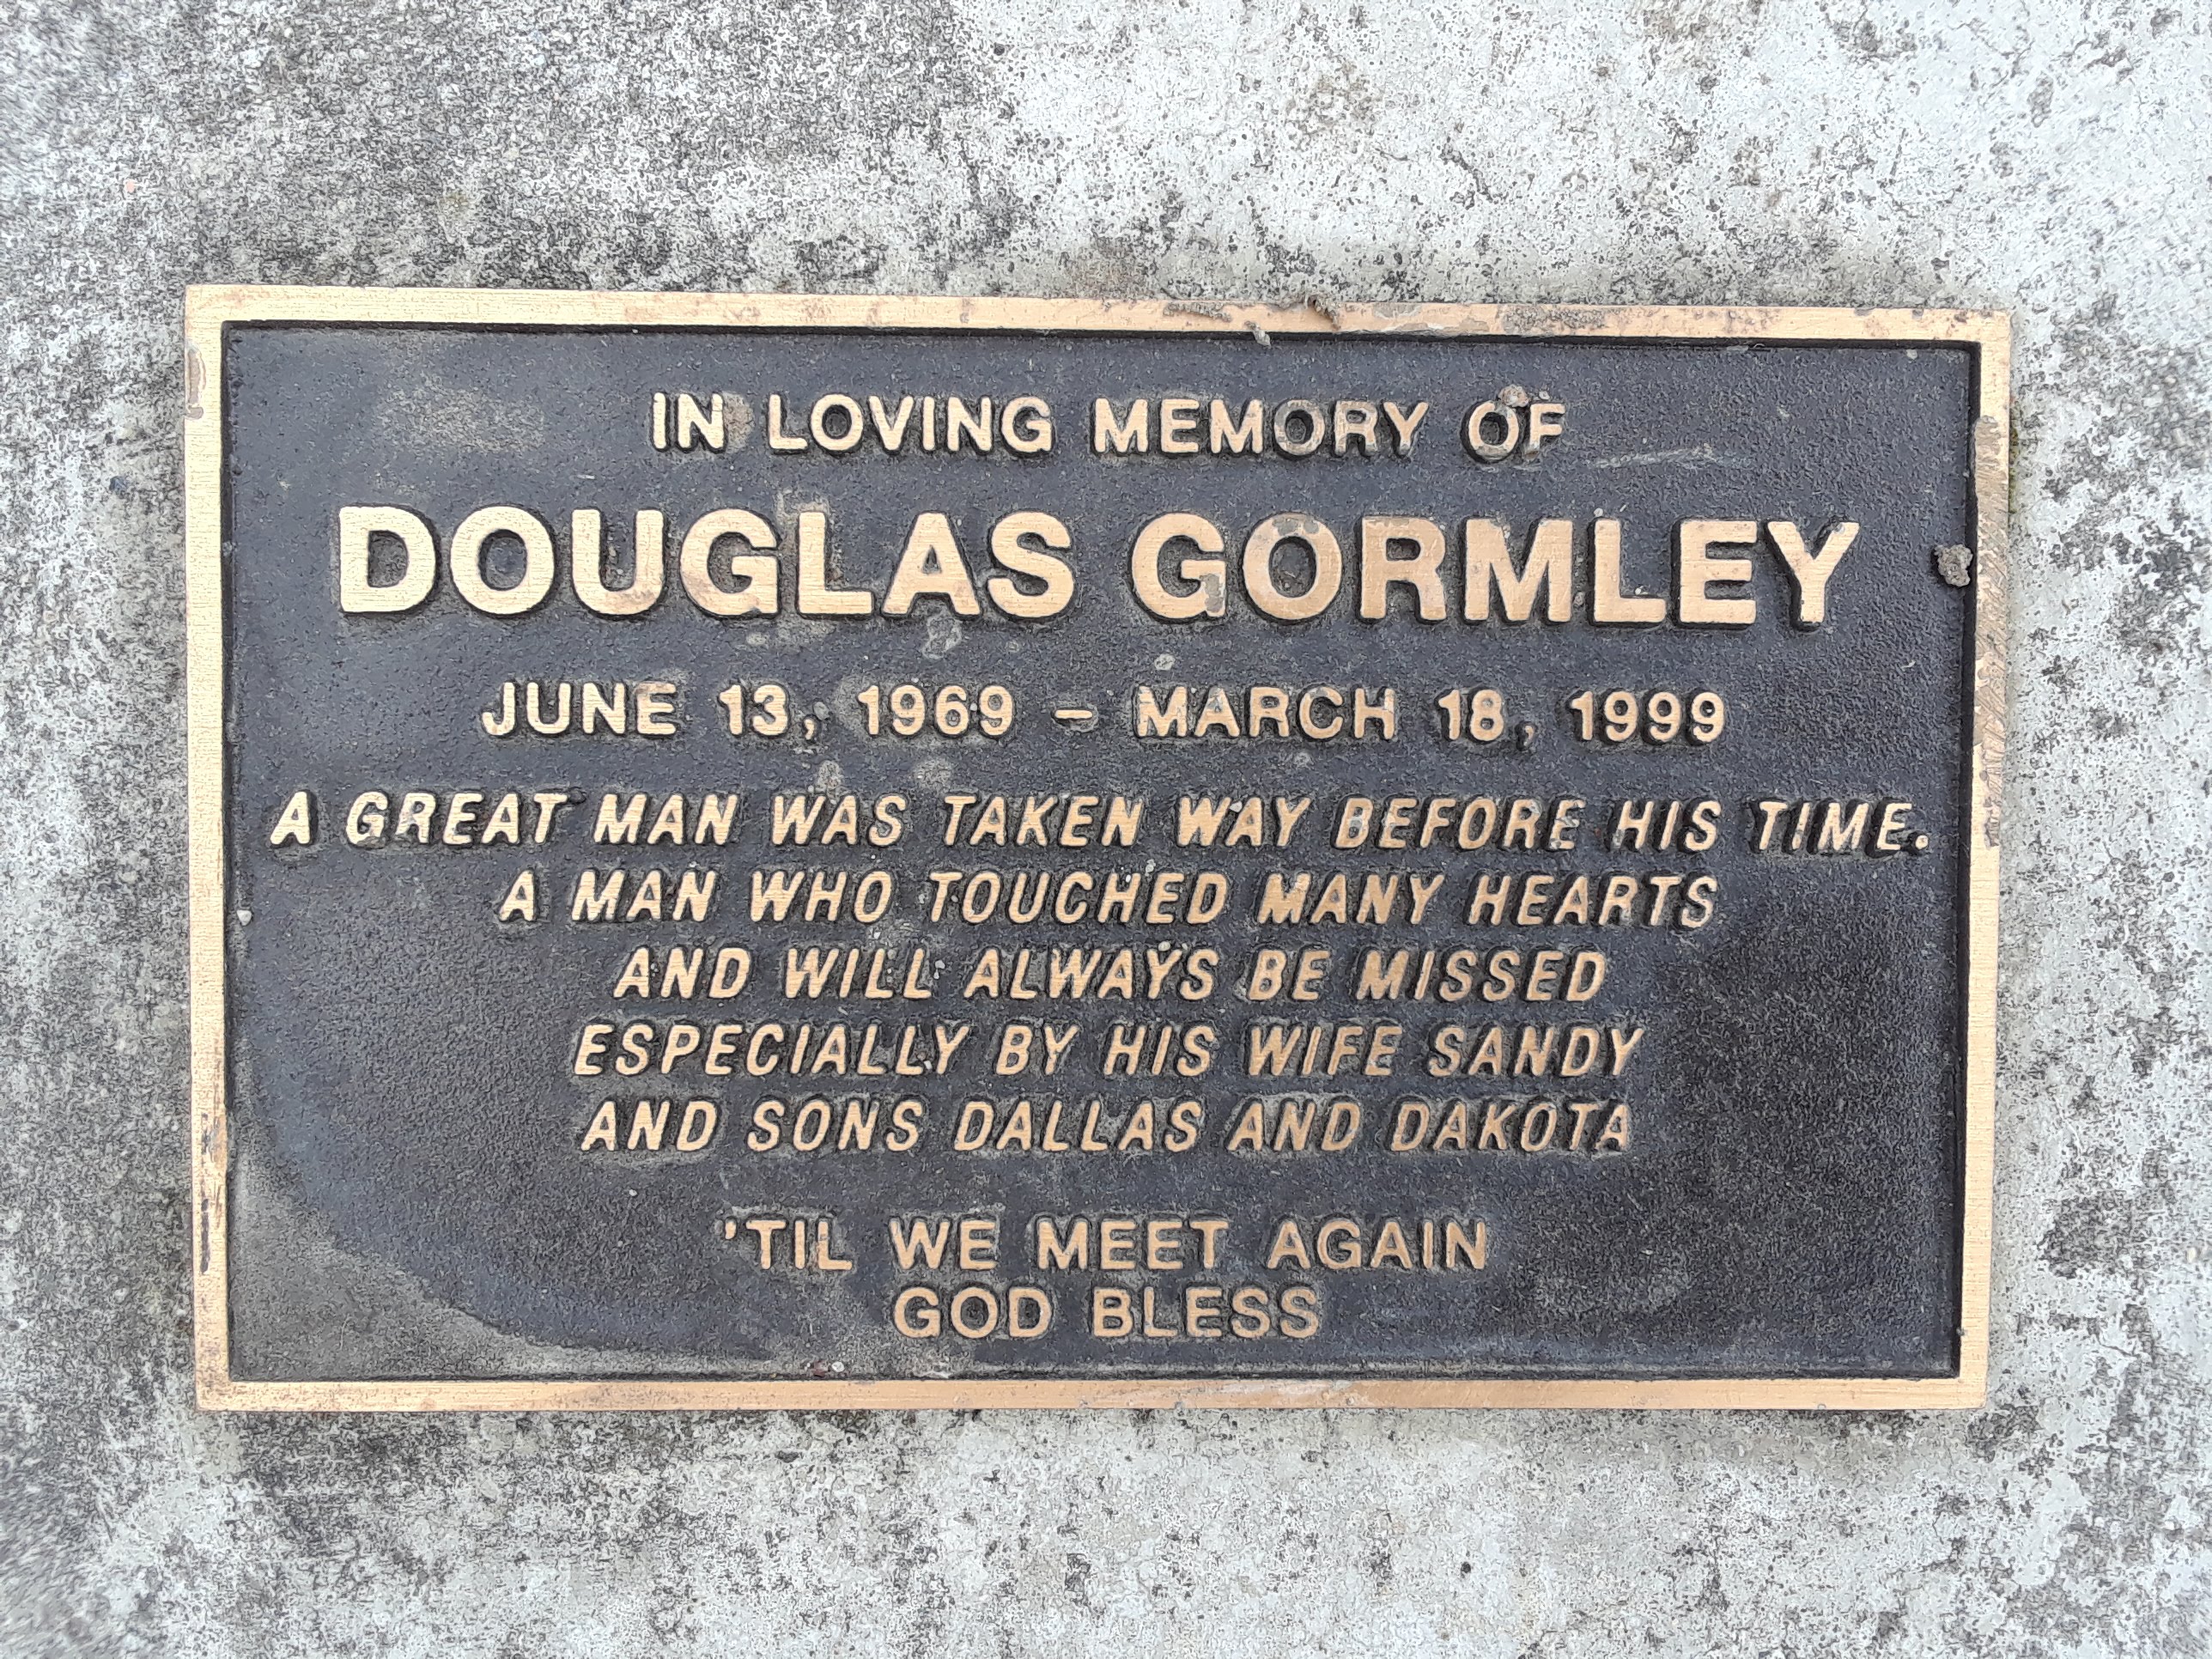 IN LOVING MEMORY OF
DOUGLAS GORMLEY
JUNE 13, 1969 - MARCH 18, 1999
A GREAT MAN WAS TAKEN WAY BEFORE HIS TIME.
A MAN WHO TOUCHED MANY HEARTS
AND WILL ALWAYS BE MISSED
ESPECIALLY BY HIS WIFE SANDY
AND SONS DALLAS AND DAKOTA
'TIL WE MEET AGAIN
GOD BLESS